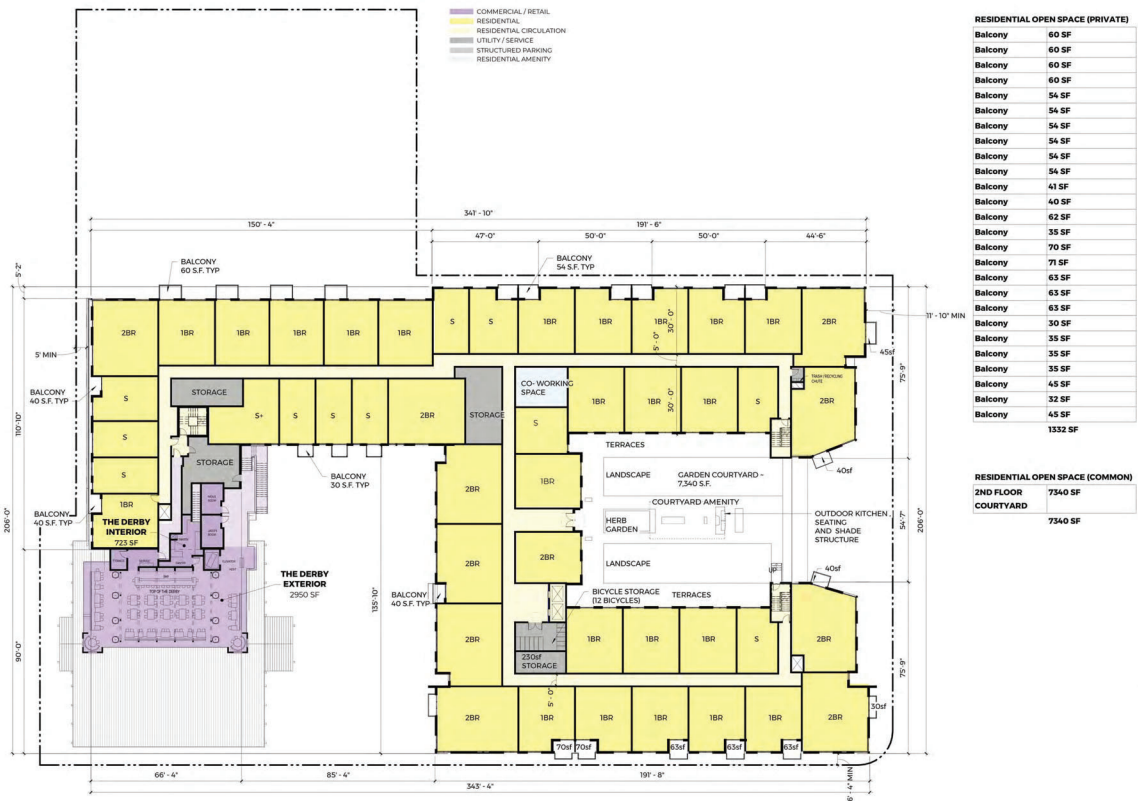 COMMERCIAL / RETAIL
RESIDENTIAL
RESIDENTIAL CIRCULATION
UTILITY / SERVICE
STRUCTURED PARKING
RESIDENTIAL AMENITY
RESIDENTIAL OPEN SPACE (PRIVATE)
Balcony 60 SF
Balcony 60 SF
Balcony 60 SF
Balcony 60 SF
Balcony 54 SF
Balcony 54 SF
Balcony 54 SF
Balcony 54 SF
Balcony 54 SF
Balcony 54 SF
Balcony 41 SF
Balcony 40 SF
Balcony 62 SF
Balcony 35 SF
Balcony 70 SF
Balcony 71 SF
Balcony 63 SF
Balcony 63 SF
Balcony 63 SF
Balcony 30 SF
Balcony 35 SF
Balcony 35 SF
Balcony 35 SF
Balcony 45 SF
Balcony 32 SF
Balcony 45 SF
1332 SF
RESIDENTIAL OPEN SPACE (COMMON)
2ND FLOOR COURTYARD 7340 SF
7340 SF
341' - 10"
150' - 4"
191' - 6"
47'-0"
50'-0"
50'-0"
44'-6"
BALCONY
60 S.F. TYP
BALCONY
54 S.F. TYP
5'-2"
11' - 10" MIN
5' MIN
2BR
1BR
1BR
1BR
1BR
1BR
S
S
1BR
1BR
1BR
1BR
1BR
2BR
30' - 0"
5' - 0"
30' - 0"
45sf
75'-9"
BALCONY
40 S.F. TYP
S
S
S
1BR
STORAGE
S+
S
S
S
2BR
STORAGE
CO- WORKING
SPACE
1BR
1BR
1BR
S
TRASH / RECYCLING
CHUTE
2BR
40sf
110'-10"
STORAGE
BALCONY
30 S.F. TYP
S
1BR
2BR
2BR
2BR
2BR
TERRACES
LANDSCAPE
GARDEN COURTYARD -
7,340 S.F.
COURTYARD AMENITY
HERB
GARDEN
OUTDOOR KITCHEN,
SEATING
AND SHADE
STRUCTURE
LANDSCAPE
54'-7"
206'-0"
206'-0"
BALCONY
40 S.F. TYP
THE DERBY
INTERIOR
723 SF
THE DERBY
EXTERIOR
2950 SF
BAR
TOP OF THE DERBY
BALCONY
40 S.F. TYP
135'-10"
UP
40sf
BICYCLE STORAGE
(12 BICYCLES)
TERRACES
230sf
STORAGE
1BR
1BR
1BR
S
2BR
90'-0"
75'-9"
5' - 0"
2BR
1BR
1BR
1BR
1BR
1BR
2BR
30sf
70sf
70sf
63sf
63sf
63sf
6' - 4" MIN
66' - 4"
85' - 4"
191' - 8"
343' - 4"